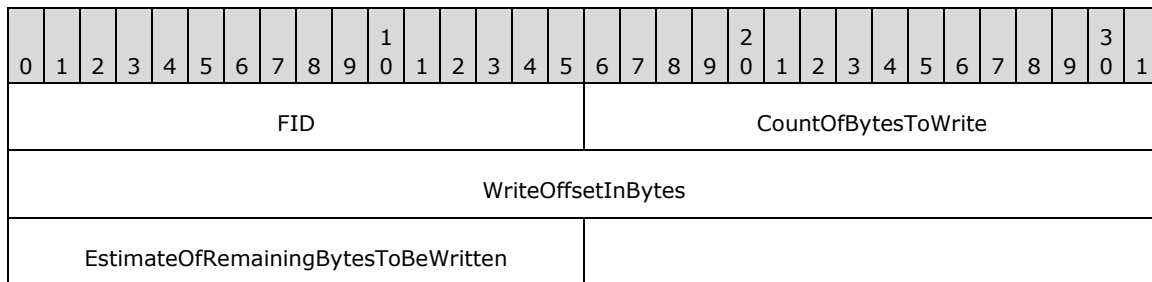 1 2 3
0 1 2 3 4 5 6 7 8 9 0 1 2 3 4 5 6 7 8 9 0 1 2 3 4 5 6 7 8 9 0 1
FID CountOfBytesToWrite
WriteOffsetInBytes
EstimateOfRemainingBytesToBeWritten